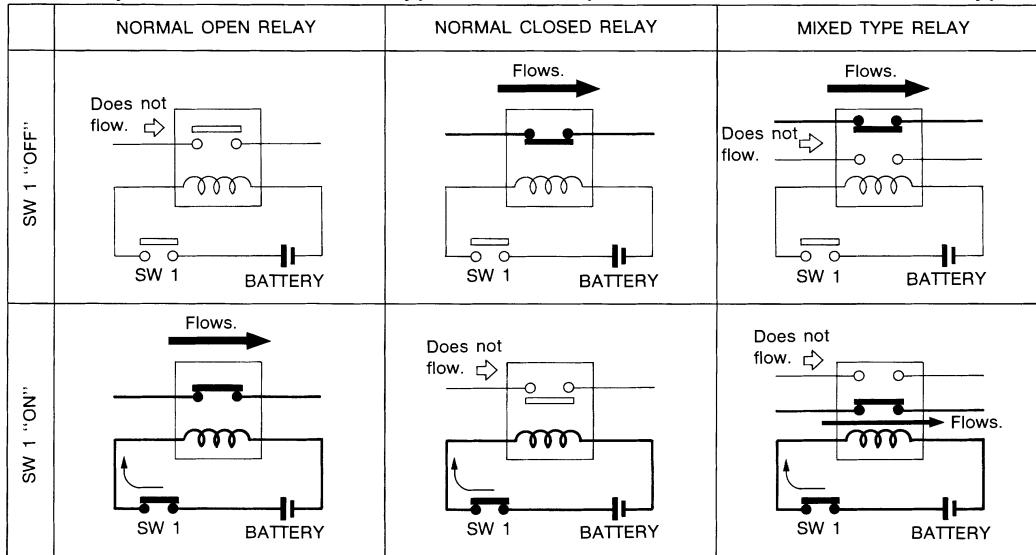 NORMAL OPEN RELAY
NORMAL CLOSED RELAY
MIXED TYPE RELAY
SW 1 "OFF"
Does not
flow.
SW 1
BATTERY
Flows.
SW 1
BATTERY
Flows.
Does not
flow.
SW 1
BATTERY
SW 1 "ON"
Flows.
SW 1
BATTERY
Does not
flow.
SW 1
BATTERY
Does not
flow.
Flows.
SW 1
BATTERY